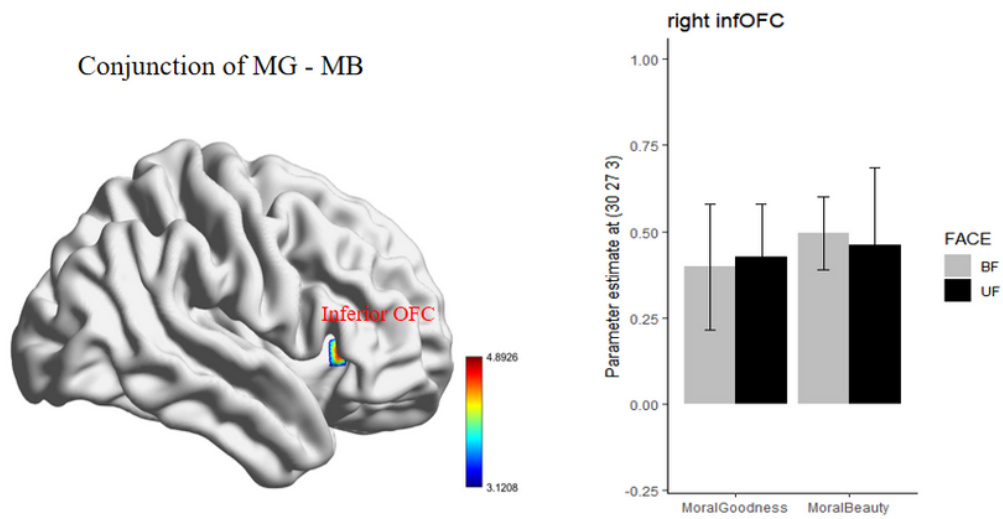 Conjunction of MG - MB
Inferior OFC
4.8926
3.1208
right infOFC
Parameter estimate at (30 27 3)
1.00
0.75
0.50
0.25
0.00
-0.25
MoralGoodness
MoralBeauty
FACE
BF
UF